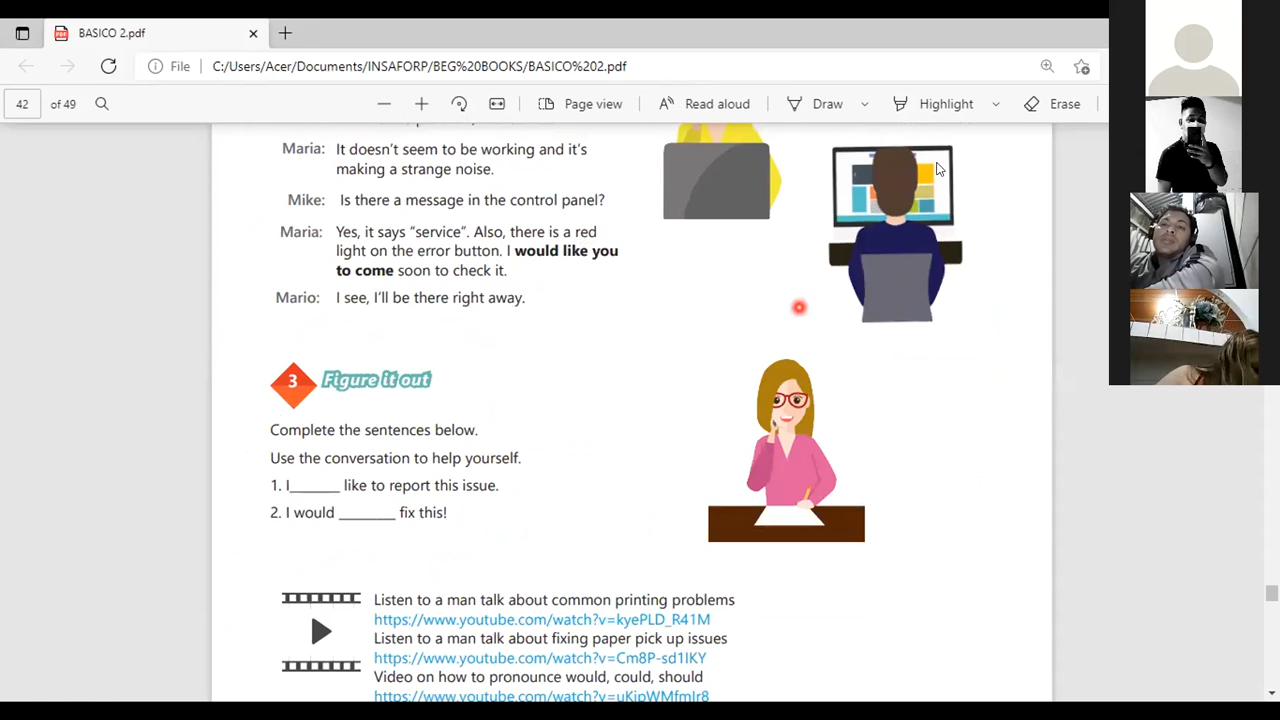 BASICO 2.pdf
File
C:/Users/Acer/Documents/INSAFORP/BEG%20BOOKS/BASICO%202.pdf
42 of 49
Page view
Read aloud
Draw
Highlight
Erase
Maria: It doesn't seem to be working and it's
making a strange noise.
Mike: Is there a message in the control panel?
Maria: Yes, it says “service”. Also, there is a red
light on the error button. I would like you
to come soon to check it.
Mario: I see, I'll be there right away.
3 Figure it out
Complete the sentences below.
Use the conversation to help yourself.
1. I_______ like to report this issue.
2. I would ________ fix this!
Listen to a man talk about common printing problems
https://www.youtube.com/watch?v=kyePLD_R41M
Listen to a man talk about fixing paper pick up issues
https://www.youtube.com/watch?v=Cm8P-sd1IKY
Video on how to pronounce would, could, should
https://www.youtube.com/watch?v=uKipWMfmIr8